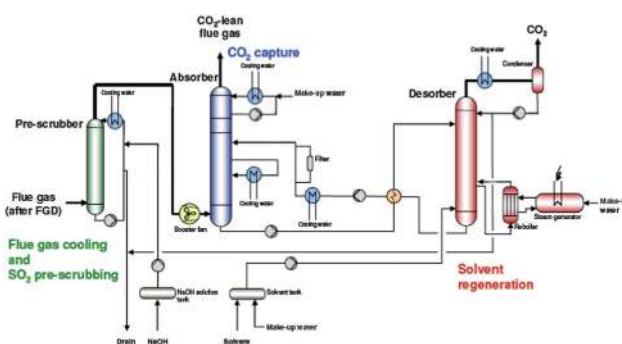 CO₂-lean
flue gas
CO₂ capture
Absorber
Cooling water
Make-up water
Pre-scrubber
Cooling water
Flue gas
(after FGD)
Flue gas cooling
and
SO₂ pre-scrubbing
Booster fan
Cooling water
Filter
Cooling water
CO₂
Cooling water
Condenser
Desorber
Reboiler
Steam generator
Make-up
water
Solvent
regeneration
NaOH solution
tank
Solvent tank
Make-up water
Drain
NaOH
Solvent